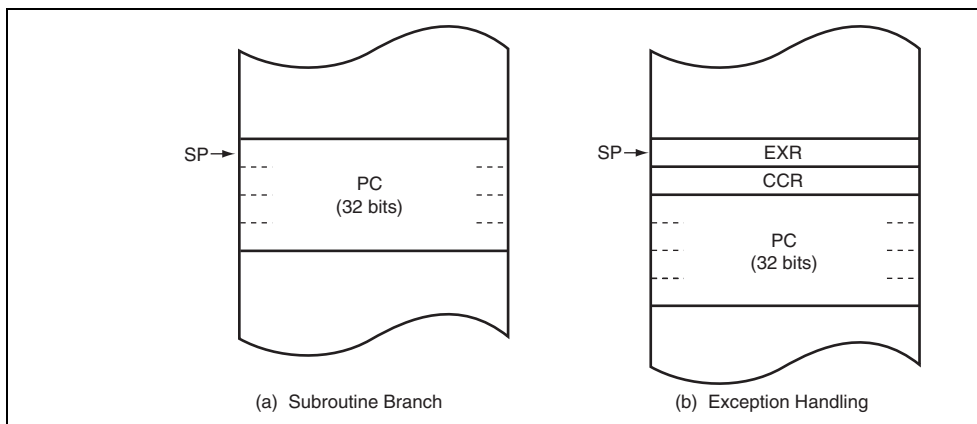 SP
PC
(32 bits)
(a) Subroutine Branch
SP
EXR
CCR
PC
(32 bits)
(b) Exception Handling